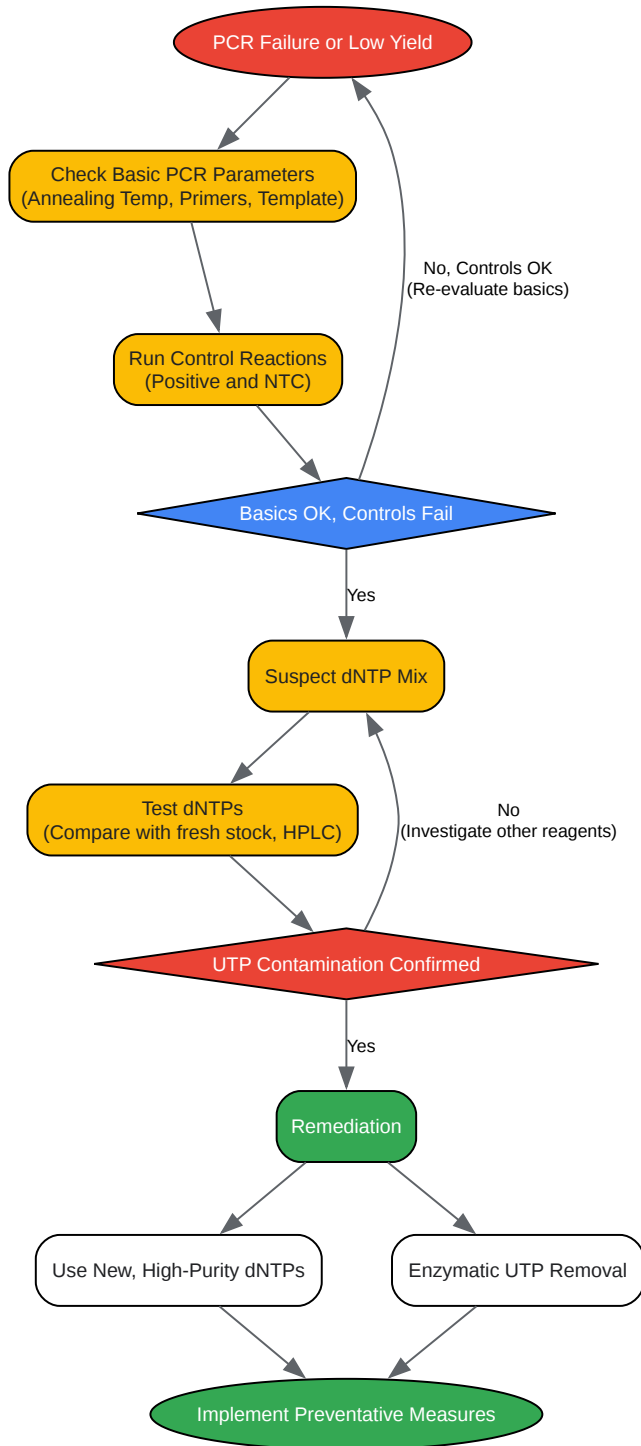 PCR Failure or Low Yield
Check Basic PCR Parameters
(Annealing Temp, Primers, Template)
No, Controls OK
(Re-evaluate basics)
Run Control Reactions
(Positive and NTC)
Basics OK, Controls Fail
Yes
Suspect dNTP Mix
Test dNTPs
(Compare with fresh stock, HPLC)
No
(Investigate other reagents)
UTP Contamination Confirmed
Yes
Remediation
Use New, High-Purity dNTPs
Enzymatic UTP Removal
Implement Preventative Measures